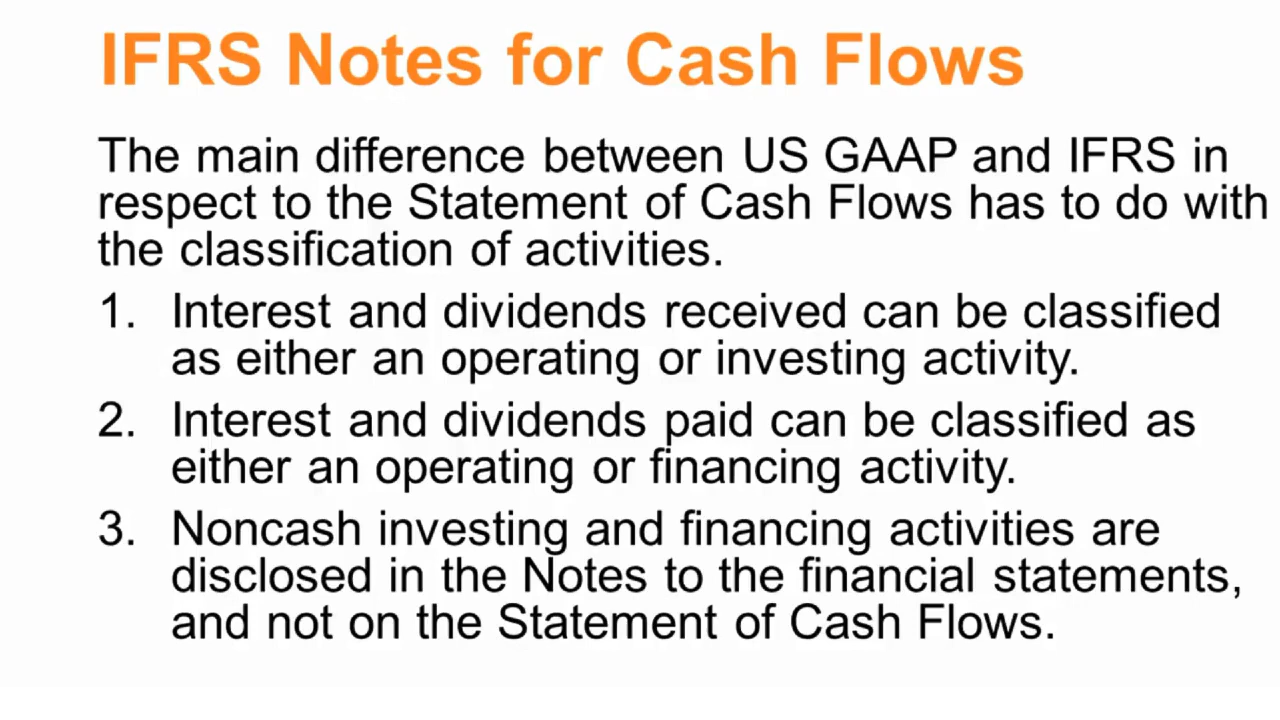 IFRS Notes for Cash Flows
The main difference between US GAAP and IFRS in
respect to the Statement of Cash Flows has to do with
the classification of activities.
1. Interest and dividends received can be classified
as either an operating or investing activity.
2. Interest and dividends paid can be classified as
either an operating or financing activity.
3. Noncash investing and financing activities are
disclosed in the Notes to the financial statements,
and not on the Statement of Cash Flows.